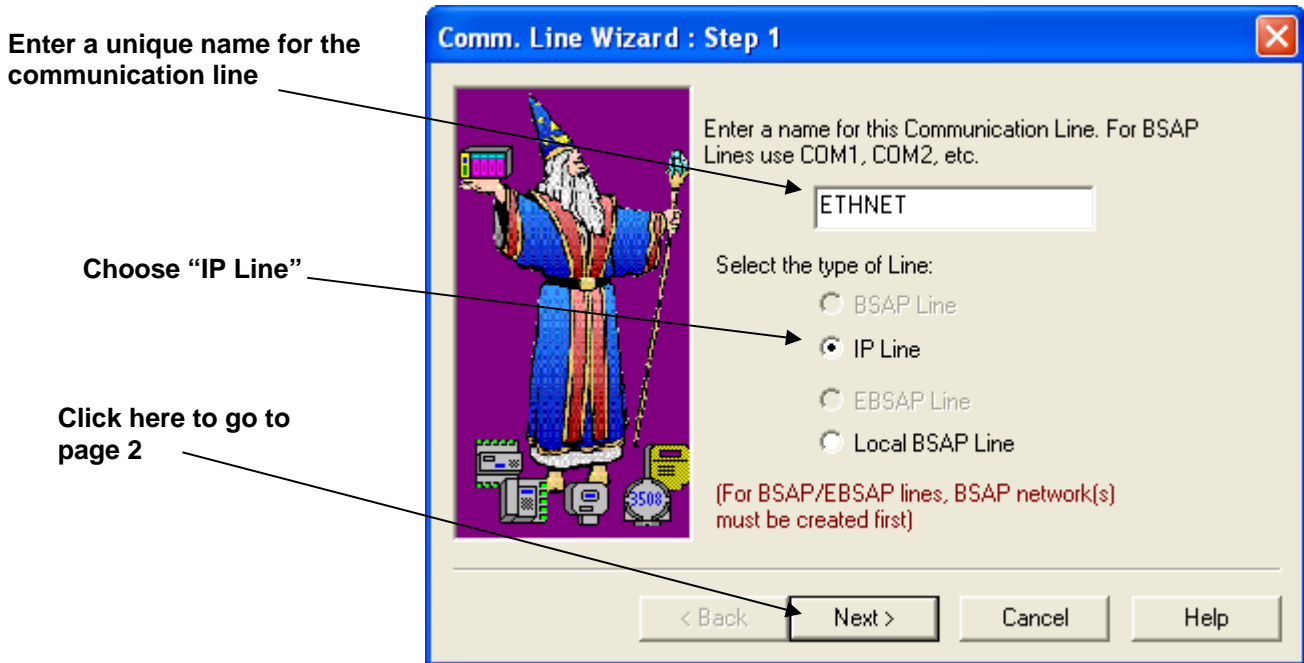 Enter a unique name for the
communication line
Choose “IP Line”
Click here to go to
page 2
Comm. Line Wizard : Step 1
Enter a name for this Communication Line. For BSAP
Lines use COM1, COM2, etc.
ETHNET
Select the type of Line:
BSAP Line
IP Line
EBSAP Line
Local BSAP Line
(For BSAP/EBSAP lines, BSAP network(s)
must be created first)
3508
< Back
Next >
Cancel
Help